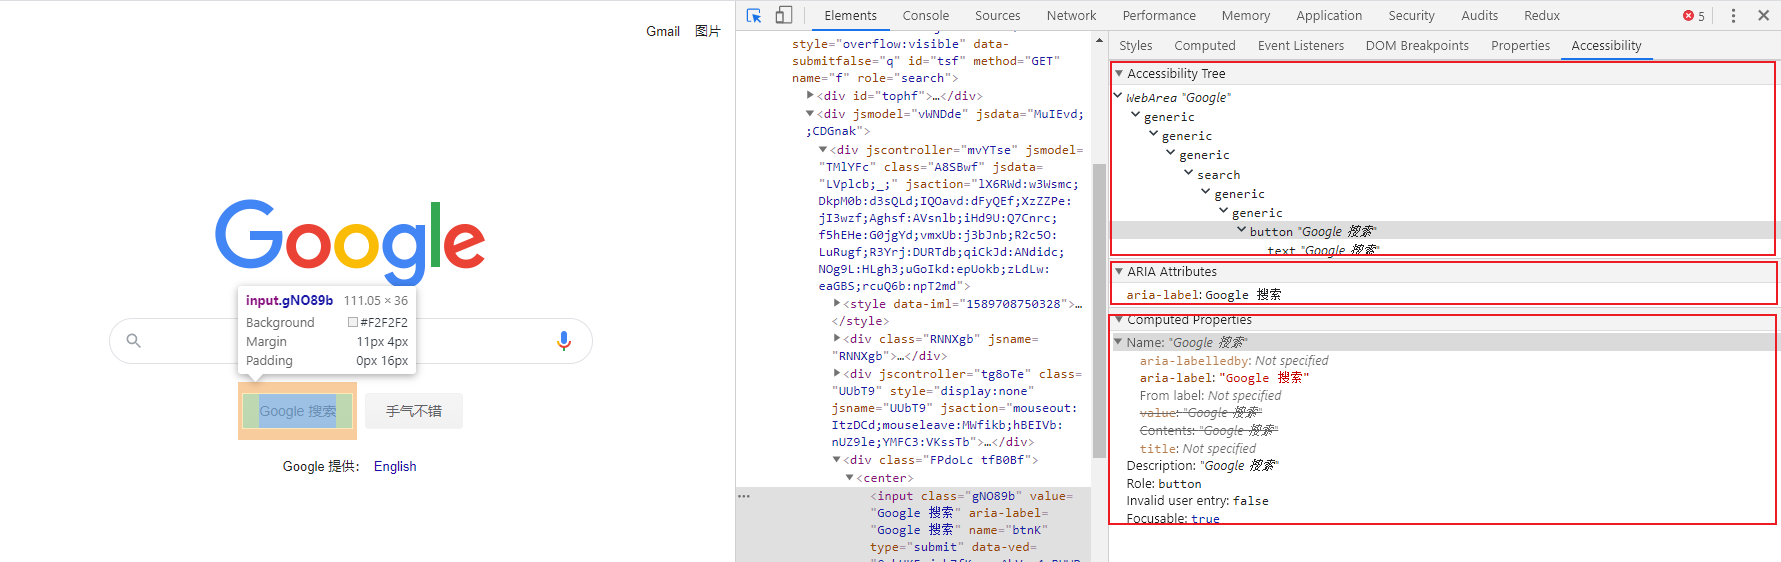 Gmail 图片
Google
input.gNO89b 111.05 × 36
Background #F2F2F2
Margin 11px 4px
Padding 0px 16px
Google 搜索 手气不错
Google 提供： English
Elements Console Sources Network Performance Memory Application Security Audits Redux 5
style="overflow:visible" data-
submitfalse="q" id="tsf" method="GET"
name="f" role="search">
<div id="tophf">…</div>
<div jsmodel="vWNDde" jsdata="MuIEvd;
;CDGnak">
<div jscontroller="mvYTse" jsmodel=
"TMlYFc" class="A8SBwf" jsdata=
"LVplcb;_;" jsaction="lX6RWd:w3Wsmc;
DkpM0b:d3sQLd;IQOavd:dFyQEf;XzZZPe:
jI3wzf;Aghsf:AVsnlb;iHd9U:Q7Cnrc;
f5hEHe:G0jgYd;vmxUb:j3bJnb;R2c5O:
LuRugf;R3Yrj:DURTdb;qiCkJd:ANdidc;
NOg9L:HLgh3;uGoIkd:epUokb;zLdLw:
eaGBS;rcuQ6b:npT2md">
<style data-iml="1589708750328">…
</style>
<div class="RNNXgb" jsname=
"RNNXgb">…</div>
<div jscontroller="tg8oTe" class=
"UUbT9" style="display:none"
jsname="UUbT9" jsaction="mouseout:
ItzDCd;mouseleave:MWfikb;hBEIVb:
nUZ9le;YMFC3:VKssTb">…</div>
<div class="FPdoLc tfB0Bf">
<center>
<input class="gNO89b" value=
"Google 搜索" aria-label=
"Google 搜索" name="btnK"
type="submit" data-ved=
Styles Computed Event Listeners DOM Breakpoints Properties Accessibility
Accessibility Tree
WebArea "Google"
generic
generic
generic
search
generic
generic
button "Google 搜索"
text "Google 搜索"
ARIA Attributes
aria-label: Google 搜索
Computed Properties
Name: "Google 搜索"
aria-labelledby: Not specified
aria-label: "Google 搜索"
From label: Not specified
value: "Google 搜索"
Contents: "Google 搜索"
title: Not specified
Description: "Google 搜索"
Role: button
Invalid user entry: false
Focusable: true